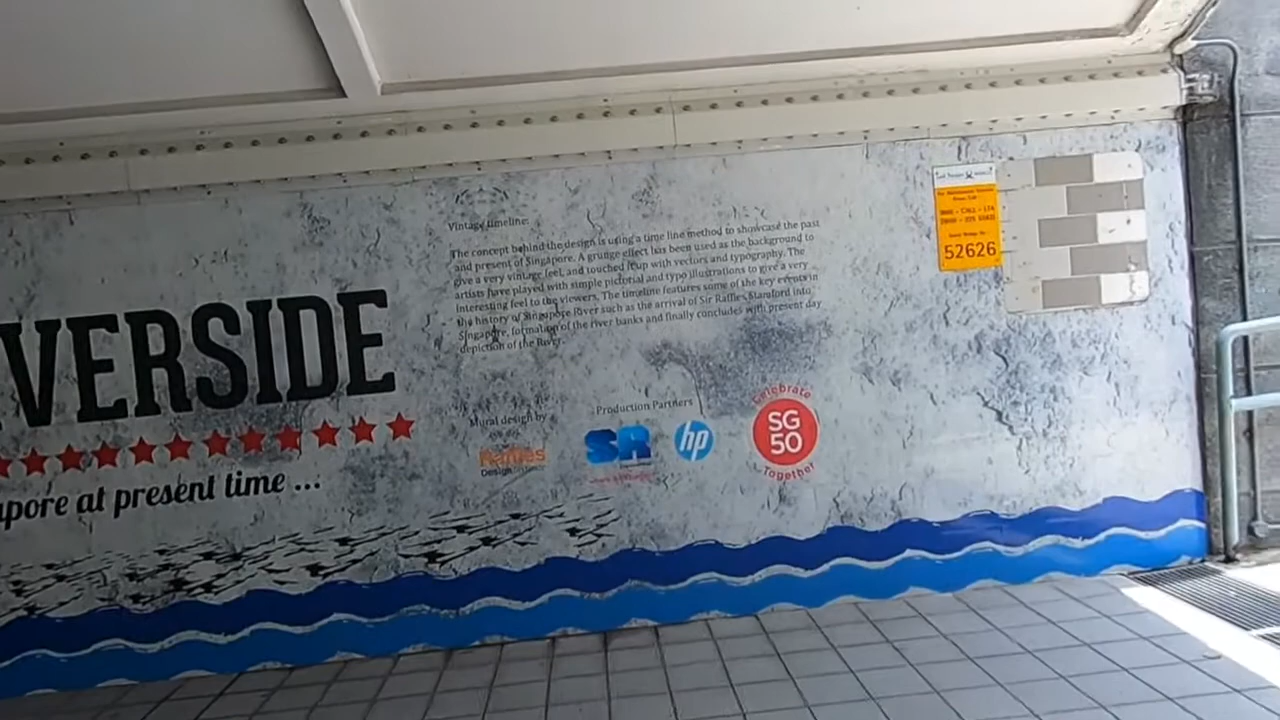 VERSIDE
apore at present time ...
Vintage timeline:
The concept behind the design is using a time line method to showcase the past
and present of Singapore. A grunge effect has been used as the background to
give a very vintage feel, and touched it up with vectors and typography. The
artists have played with simple pictorial and typo illustrations to give a very
interesting feel to the viewers. The timeline features some of the key events in
the history of Singapore River such as the arrival of Sir Raffles Stamford into
Singapore, formation of the river banks and finally concludes with present day
depiction of the River.
Mural design by
Raffles
Design
Production Partners
SR
hp
Celebrate
SG
50
Together
1800 - CALL - LTA
52626